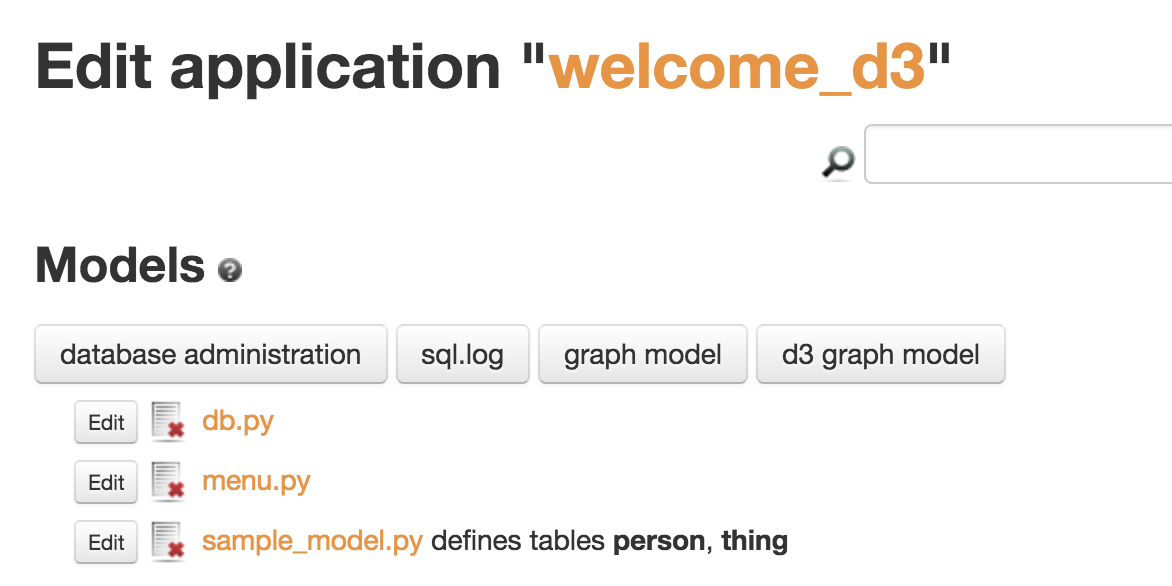 Edit application "welcome_d3"
Models ?
database administration sql.log graph model d3 graph model
Edit db.py
Edit menu.py
Edit sample_model.py defines tables person, thing